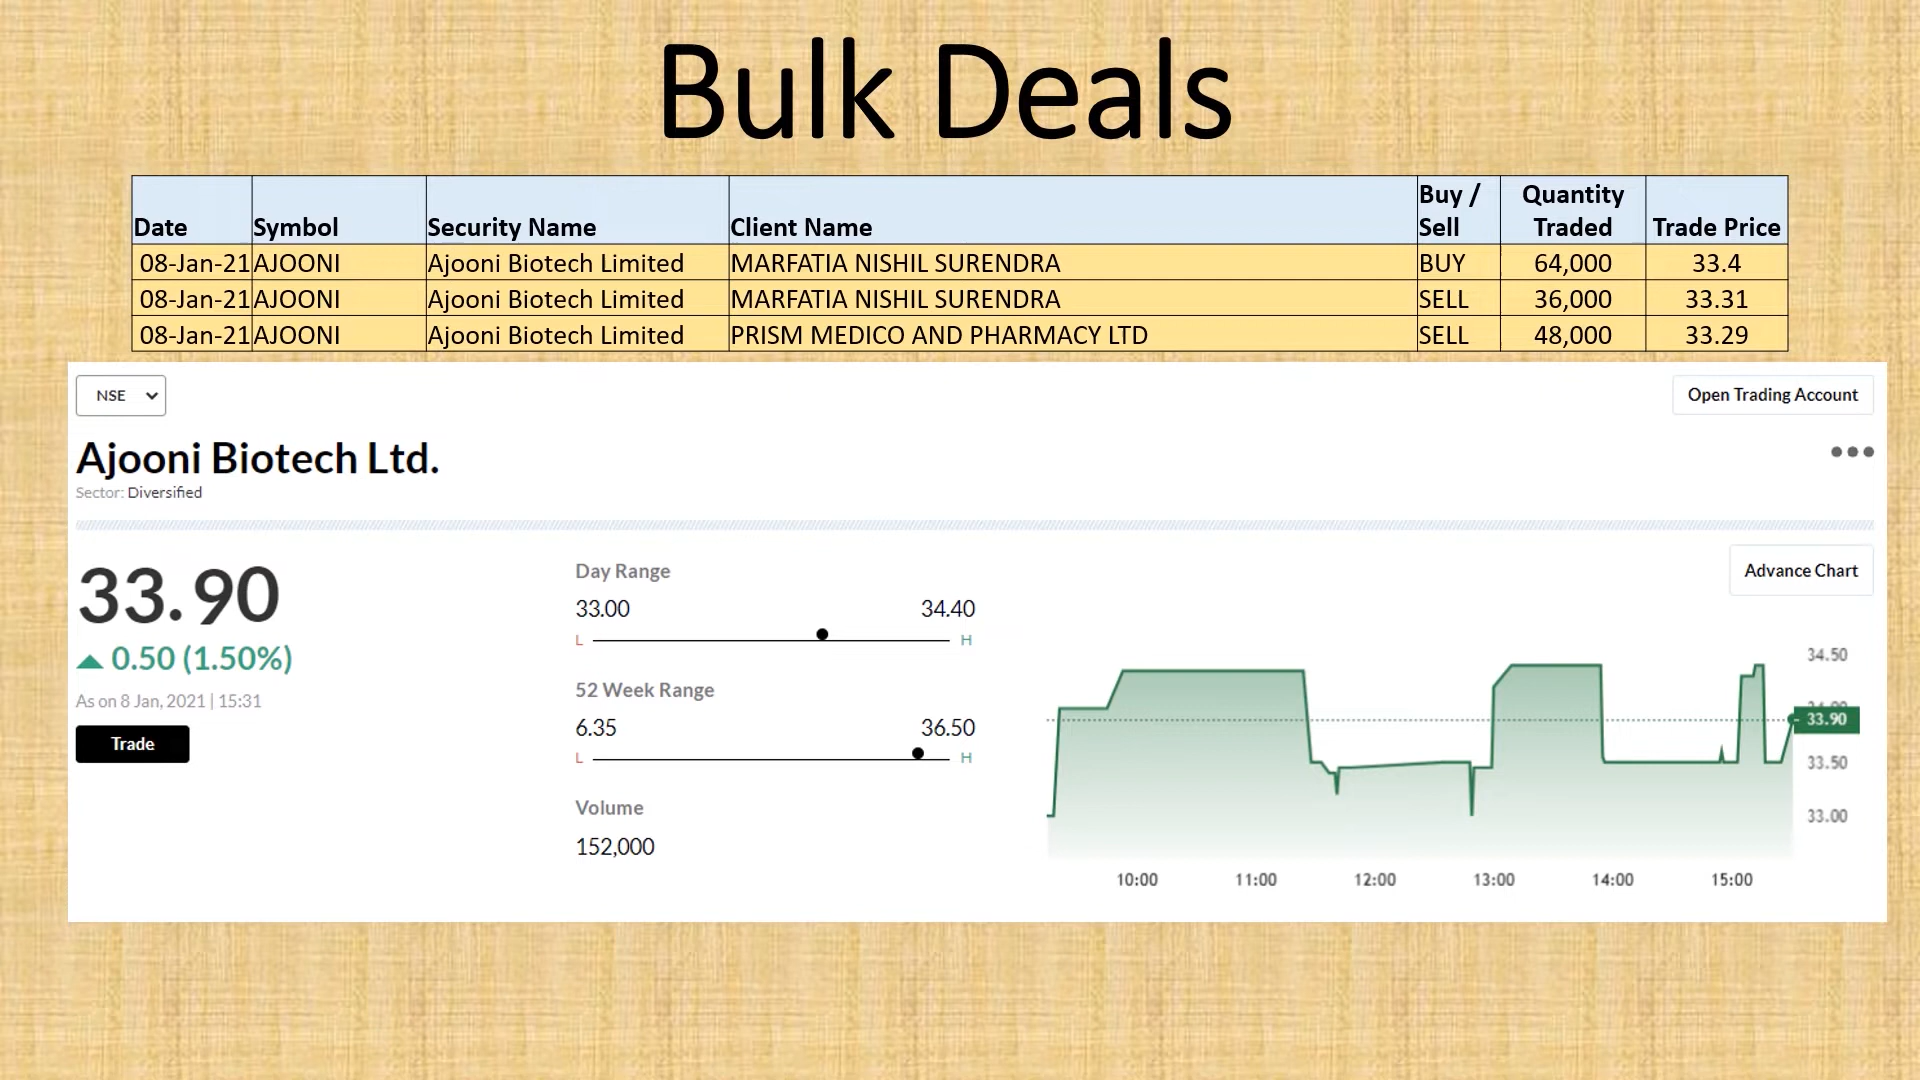 Bulk Deals
Date Symbol Security Name Client Name Buy / Sell Quantity Traded Trade Price
08-Jan-21 AJOONI Ajooni Biotech Limited MARFATIA NISHIL SURENDRA BUY 64,000 33.4
08-Jan-21 AJOONI Ajooni Biotech Limited MARFATIA NISHIL SURENDRA SELL 36,000 33.31
08-Jan-21 AJOONI Ajooni Biotech Limited PRISM MEDICO AND PHARMACY LTD SELL 48,000 33.29
NSE
Open Trading Account
Ajooni Biotech Ltd.
Sector: Diversified
33.90
0.50 (1.50%)
As on 8 Jan, 2021 | 15:31
Trade
Day Range
33.00 34.40
L H
52 Week Range
6.35 36.50
L H
Volume
152,000
Advance Chart
34.50
33.90
33.50
33.00
10:00 11:00 12:00 13:00 14:00 15:00